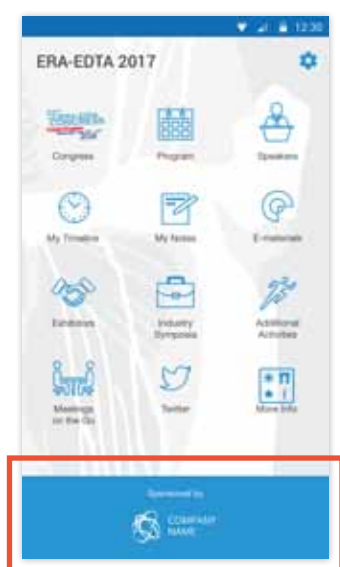 12:30
ERA-EDTA 2017
Congress
Program
Speakers
My Timeline
My Notes
E-materials
Exhibitors
Industry
Symposia
Additional
Activities
Meetings
on the Go
Twitter
More Info
Sponsored by
COMPANY
NAME